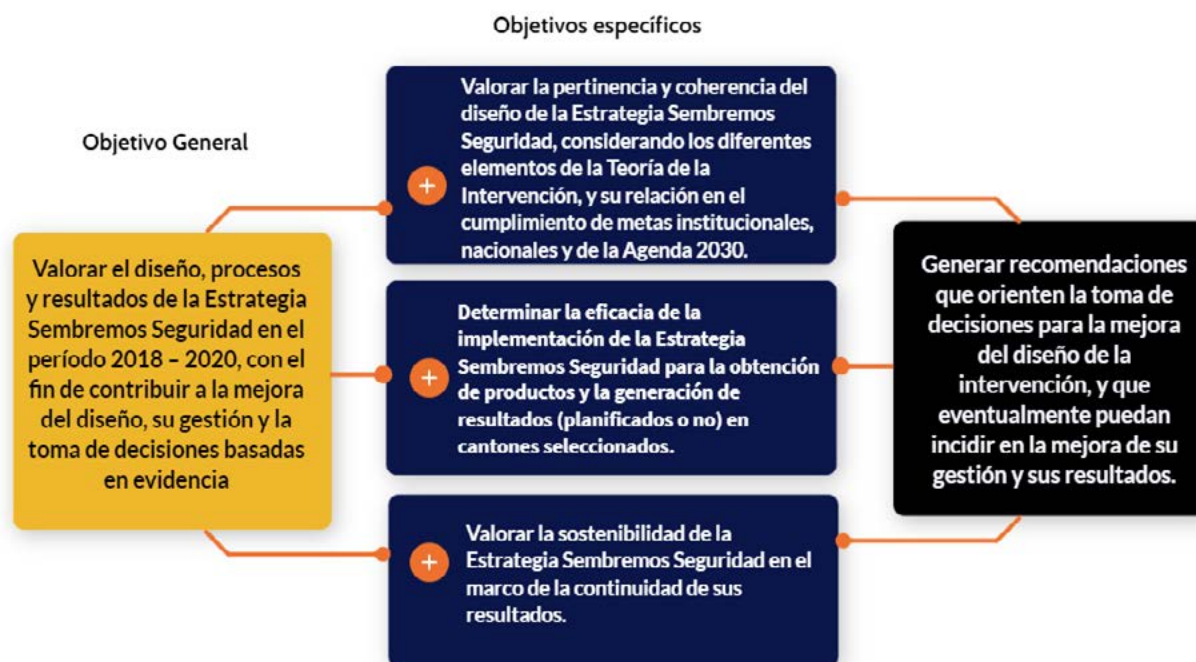 Objetivos específicos
Objetivo General
Valorar el diseño, procesos
y resultados de la Estrategia
Sembremos Seguridad en el
período 2018 – 2020, con el
fin de contribuir a la mejora
del diseño, su gestión y la
toma de decisiones basadas
en evidencia
Valorar la pertinencia y coherencia del
diseño de la Estrategia Sembremos
Seguridad, considerando los diferentes
elementos de la Teoría de la
Intervención, y su relación en el
cumplimiento de metas institucionales,
nacionales y de la Agenda 2030.
Determinar la eficacia de la
implementación de la Estrategia
Sembremos Seguridad para la obtención
de productos y la generación de
resultados (planificados o no) en
cantones seleccionados.
Valorar la sostenibilidad de la
Estrategia Sembremos Seguridad en el
marco de la continuidad de sus
resultados.
Generar recomendaciones
que orienten la toma de
decisiones para la mejora
del diseño de la
intervención, y que
eventualmente puedan
incidir en la mejora de su
gestión y sus resultados.